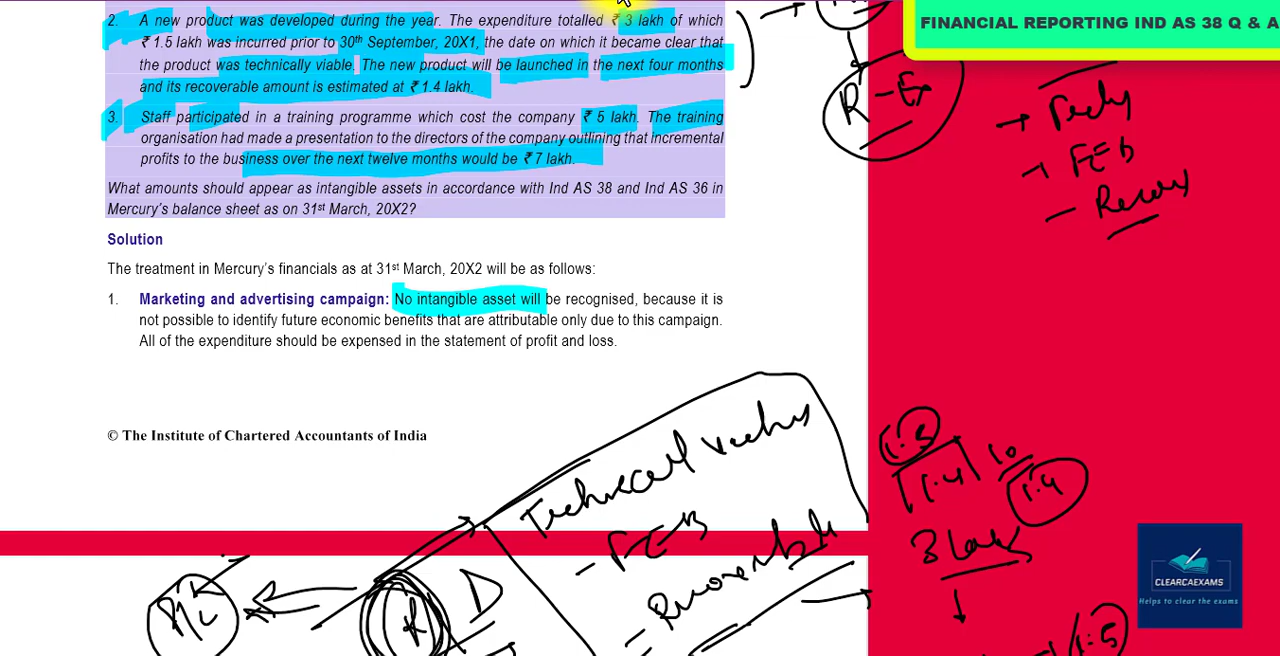 2. A new product was developed during the year. The expenditure totalled ₹ 3 lakh of which
₹ 1.5 lakh was incurred prior to 30th September, 20X1, the date on which it became clear that
the product was technically viable. The new product will be launched in the next four months
and its recoverable amount is estimated at ₹ 1.4 lakh.
3. Staff participated in a training programme which cost the company ₹ 5 lakh. The training
organisation had made a presentation to the directors of the company outlining that incremental
profits to the business over the next twelve months would be ₹ 7 lakh.
What amounts should appear as intangible assets in accordance with Ind AS 38 and Ind AS 36 in
Mercury's balance sheet as on 31st March, 20X2?
Solution
The treatment in Mercury's financials as at 31st March, 20X2 will be as follows:
1. Marketing and advertising campaign: No intangible asset will be recognised, because it is
not possible to identify future economic benefits that are attributable only due to this campaign.
All of the expenditure should be expensed in the statement of profit and loss.
© The Institute of Chartered Accountants of India
FINANCIAL REPORTING IND AS 38 Q & A
FEB
1.5
1.4
10
1.4
Technical
- FEB
P/L
R
D
1.5
CLEARCAEXAMS
Helps to clear the exams